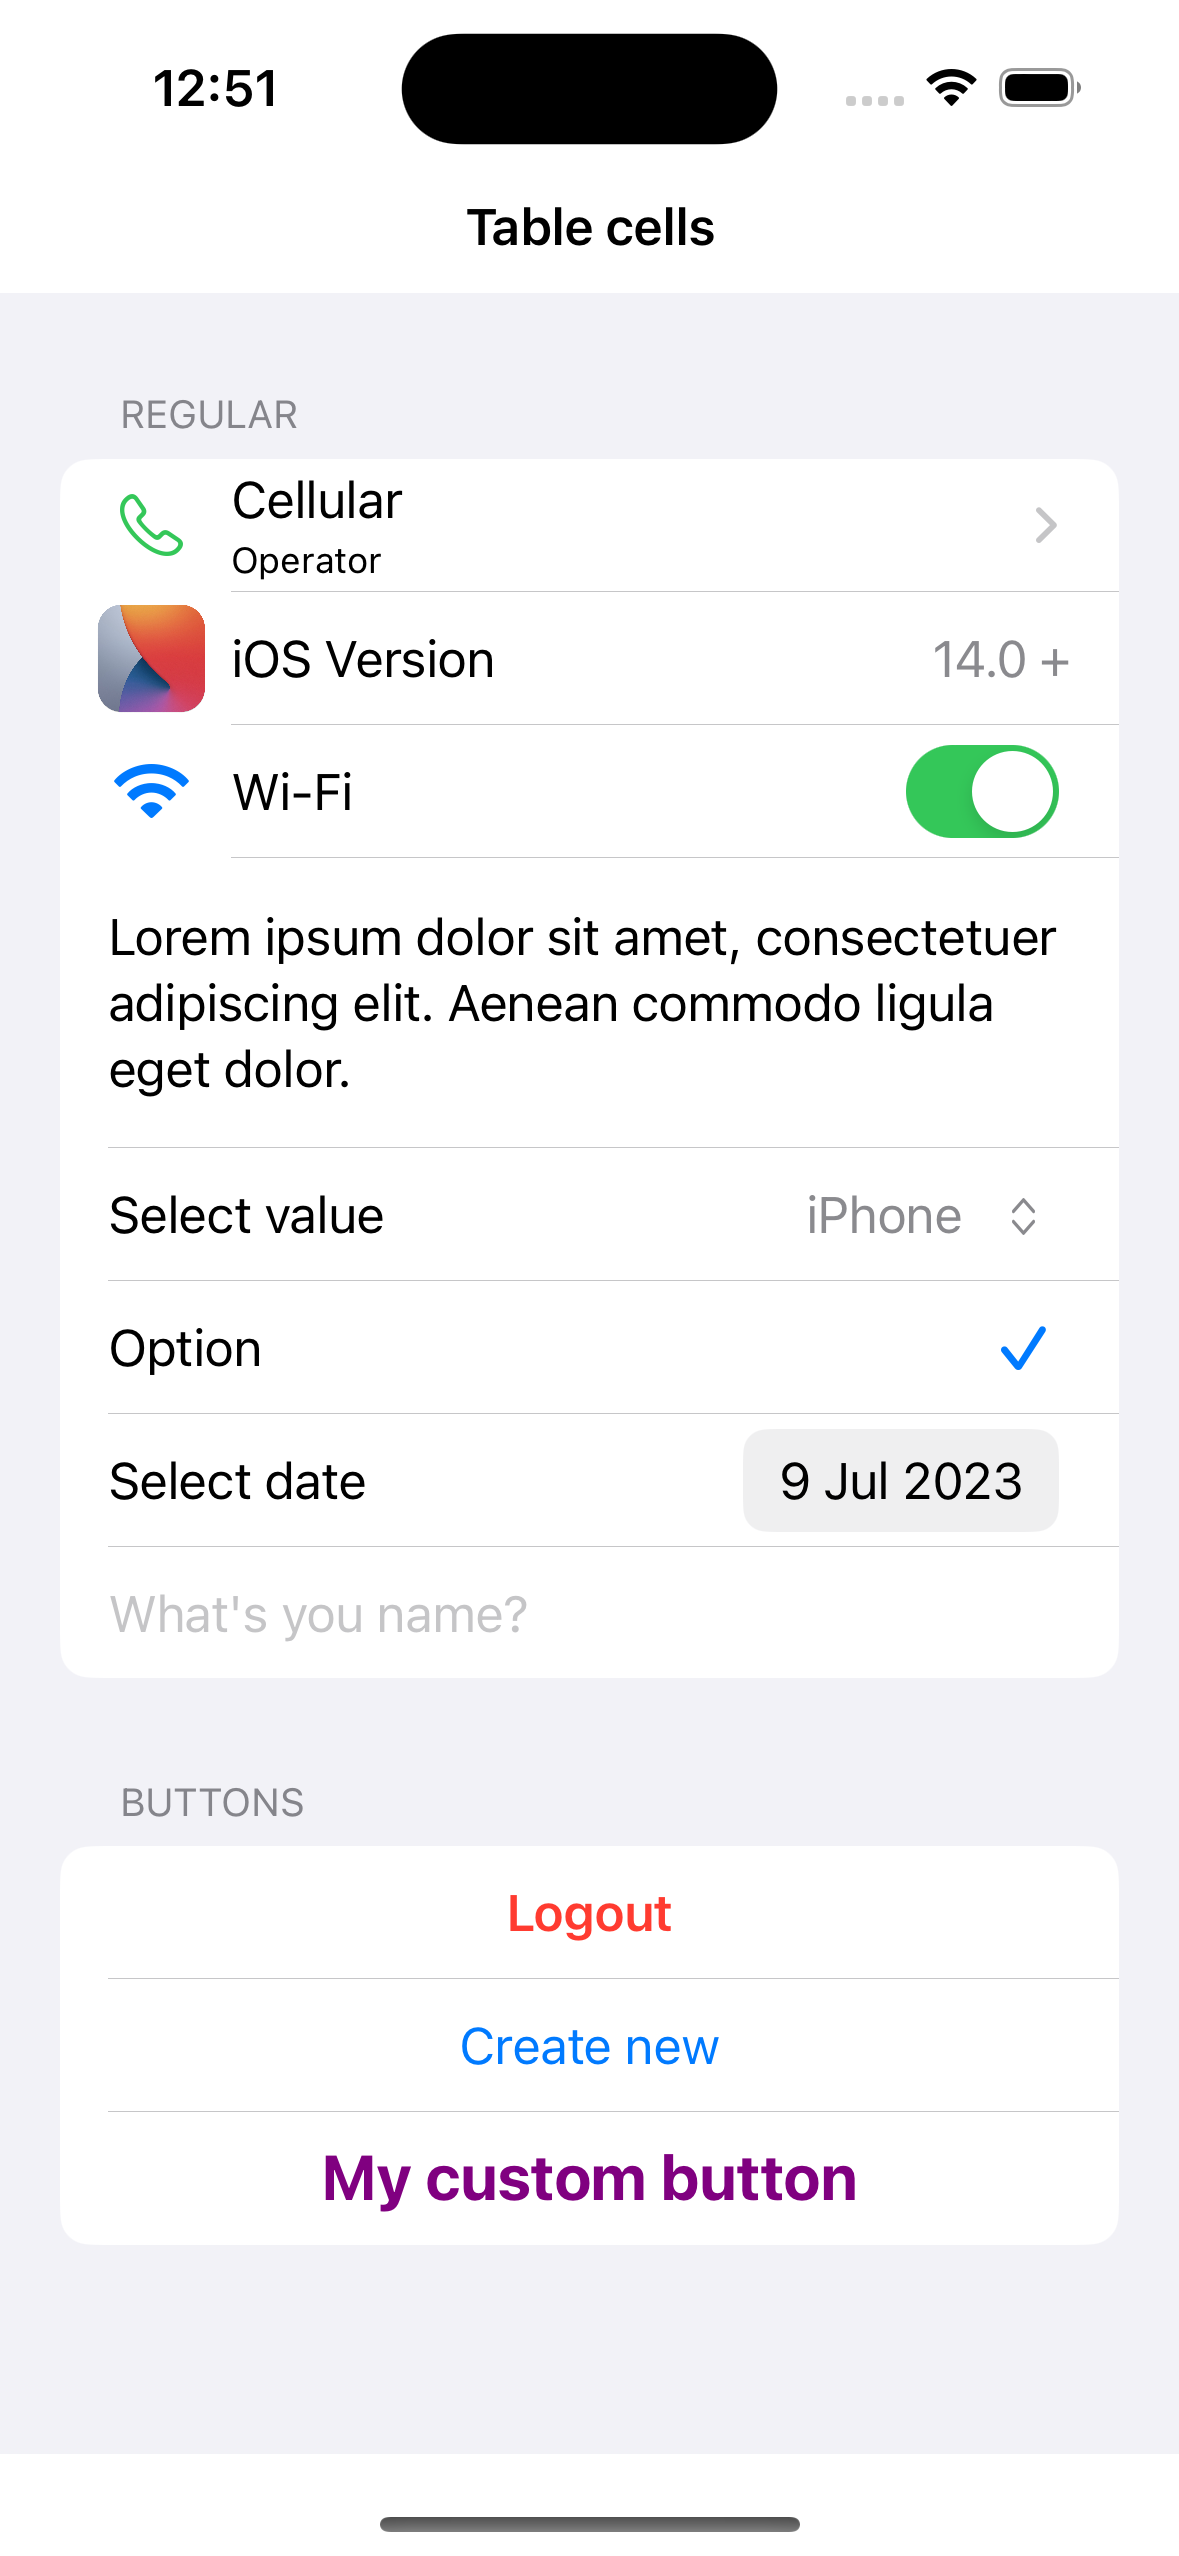 12:51
Table cells
REGULAR
Cellular
Operator
iOS Version
14.0 +
Wi-Fi
Lorem ipsum dolor sit amet, consectetuer
adipiscing elit. Aenean commodo ligula
eget dolor.
Select value
iPhone
Option
Select date
9 Jul 2023
What's you name?
BUTTONS
Logout
Create new
My custom button